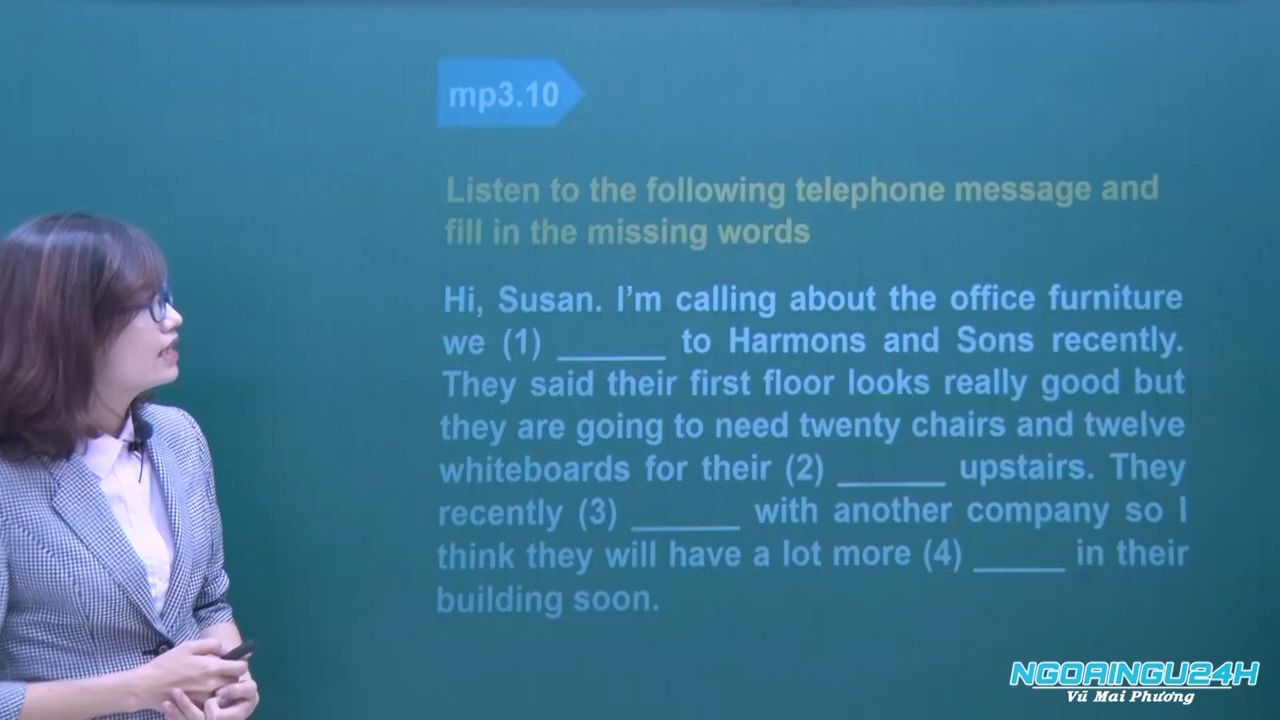 mp3.10
Listen to the following telephone message and
fill in the missing words
Hi, Susan. I'm calling about the office furniture
we (1) ______ to Harmons and Sons recently.
They said their first floor looks really good but
they are going to need twenty chairs and twelve
whiteboards for their (2) ______ upstairs. They
recently (3) ______ with another company so I
think they will have a lot more (4) _____ in their
building soon.
NGOAINGU24H
Vũ Mai Phương